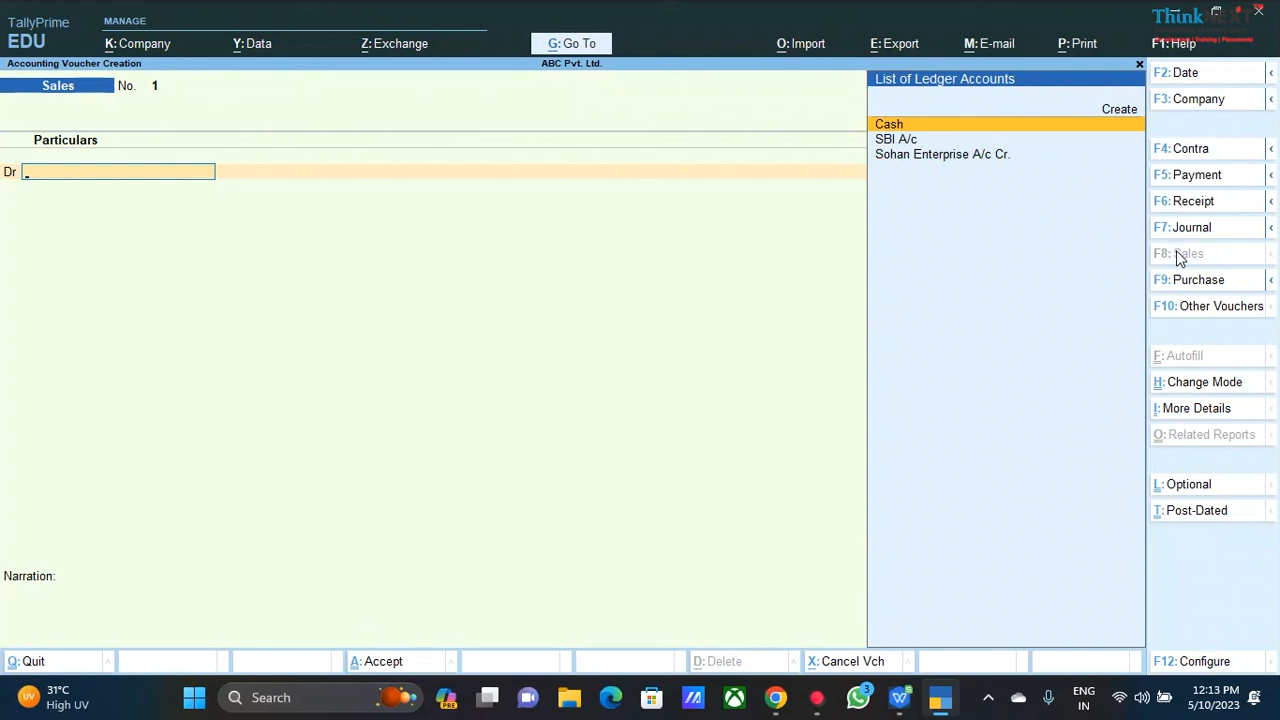 TallyPrime
EDU
MANAGE
K: Company
Y: Data
Z: Exchange
G: Go To
O: Import
E: Export
M: E-mail
P: Print
F1: Help
Accounting Voucher Creation
ABC Pvt. Ltd.
Sales
No. 1
Particulars
Dr
List of Ledger Accounts
Create
Cash
SBI A/c
Sohan Enterprise A/c Cr.
F2: Date
F3: Company
F4: Contra
F5: Payment
F6: Receipt
F7: Journal
F8: Sales
F9: Purchase
F10: Other Vouchers
F: Autofill
H: Change Mode
I: More Details
O: Related Reports
L: Optional
T: Post-Dated
Narration:
Q: Quit
A: Accept
D: Delete
X: Cancel Vch
F12: Configure
31°C
High UV
Search
PRE
3
ENG
IN
12:13 PM
5/10/2023